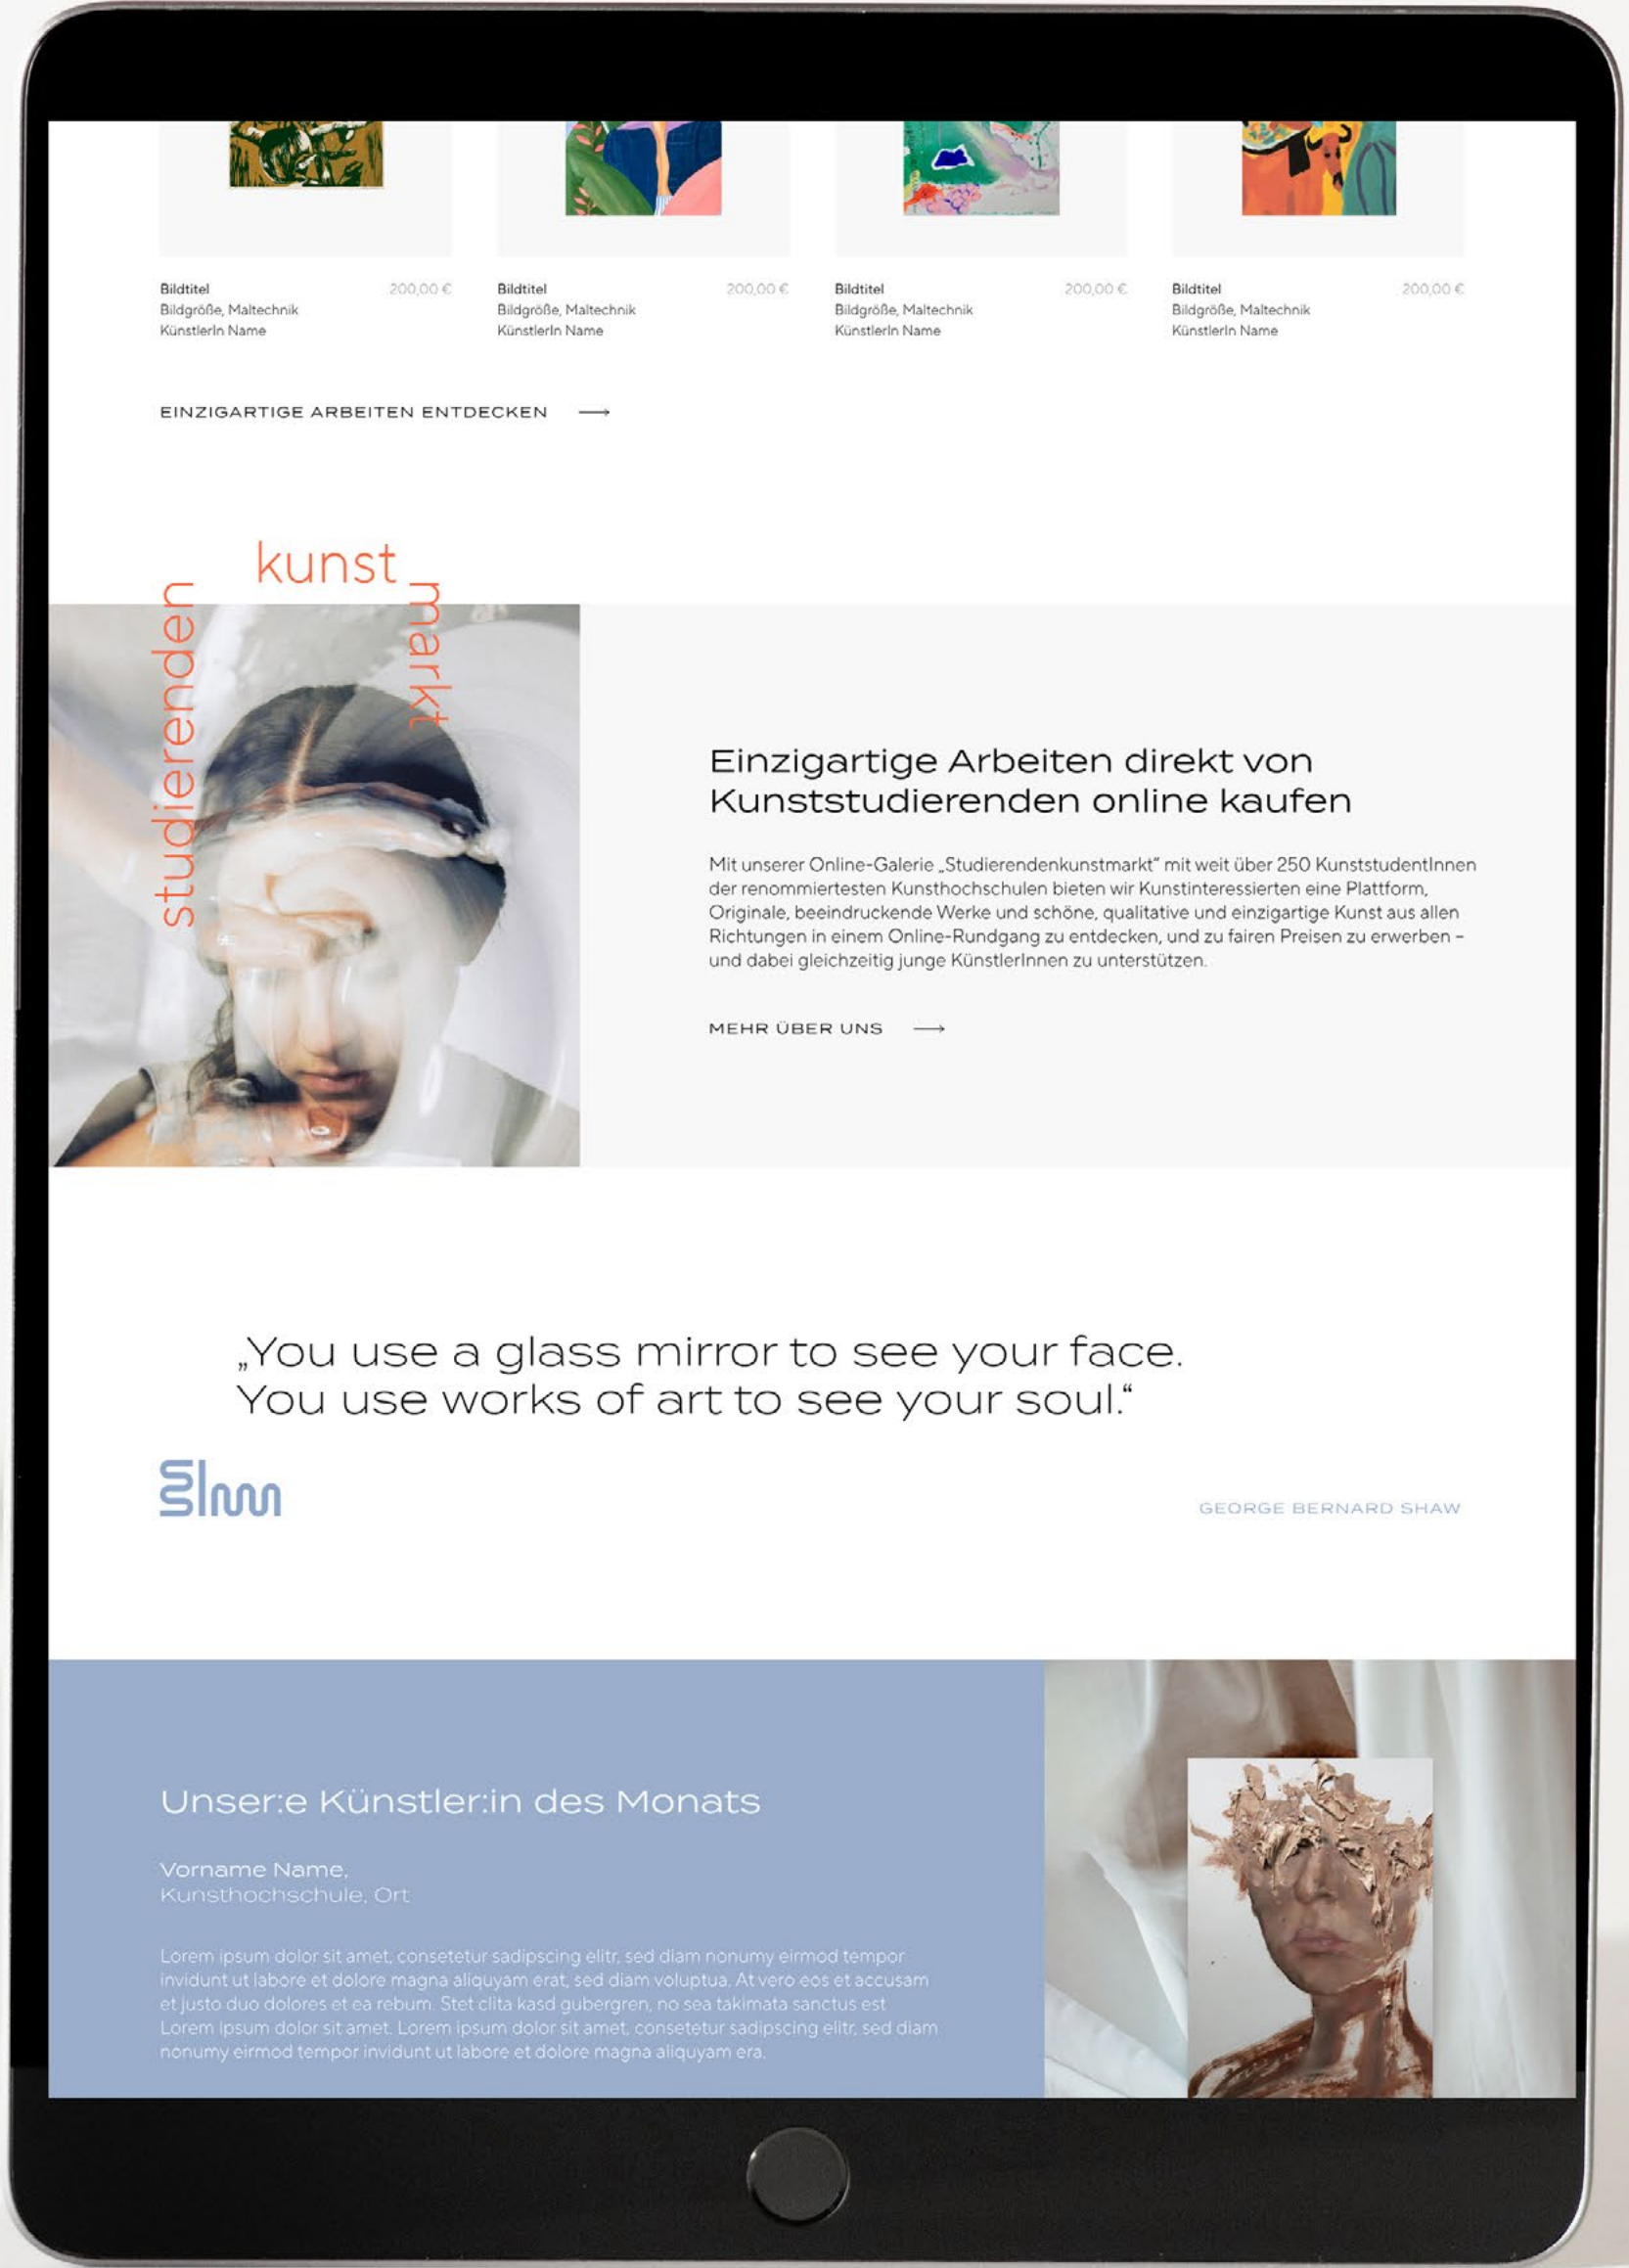 Bildtitel 200,00 €
Bildgröße, Maltechnik
KünstlerIn Name
Bildtitel 200,00 €
Bildgröße, Maltechnik
KünstlerIn Name
Bildtitel 200,00 €
Bildgröße, Maltechnik
KünstlerIn Name
Bildtitel 200,00 €
Bildgröße, Maltechnik
KünstlerIn Name
EINZIGARTIGE ARBEITEN ENTDECKEN
studierenden
kunst
markt
Einzigartige Arbeiten direkt von
Kunststudierenden online kaufen
Mit unserer Online-Galerie „Studierendenkunstmarkt“ mit weit über 250 KunststudentInnen
der renommiertesten Kunsthochschulen bieten wir Kunstinteressierten eine Plattform,
Originale, beeindruckende Werke und schöne, qualitative und einzigartige Kunst aus allen
Richtungen in einem Online-Rundgang zu entdecken, und zu fairen Preisen zu erwerben –
und dabei gleichzeitig junge KünstlerInnen zu unterstützen.
MEHR ÜBER UNS
„You use a glass mirror to see your face.
You use works of art to see your soul.“
GEORGE BERNARD SHAW
Unser:e Künstler:in des Monats
Vorname Name,
Kunsthochschule, Ort
Lorem ipsum dolor sit amet, consetetur sadipscing elitr, sed diam nonumy eirmod tempor
invidunt ut labore et dolore magna aliquyam erat, sed diam voluptua. At vero eos et accusam
et justo duo dolores et ea rebum. Stet clita kasd gubergren, no sea takimata sanctus est
Lorem ipsum dolor sit amet. Lorem ipsum dolor sit amet, consetetur sadipscing elitr, sed diam
nonumy eirmod tempor invidunt ut labore et dolore magna aliquyam era.